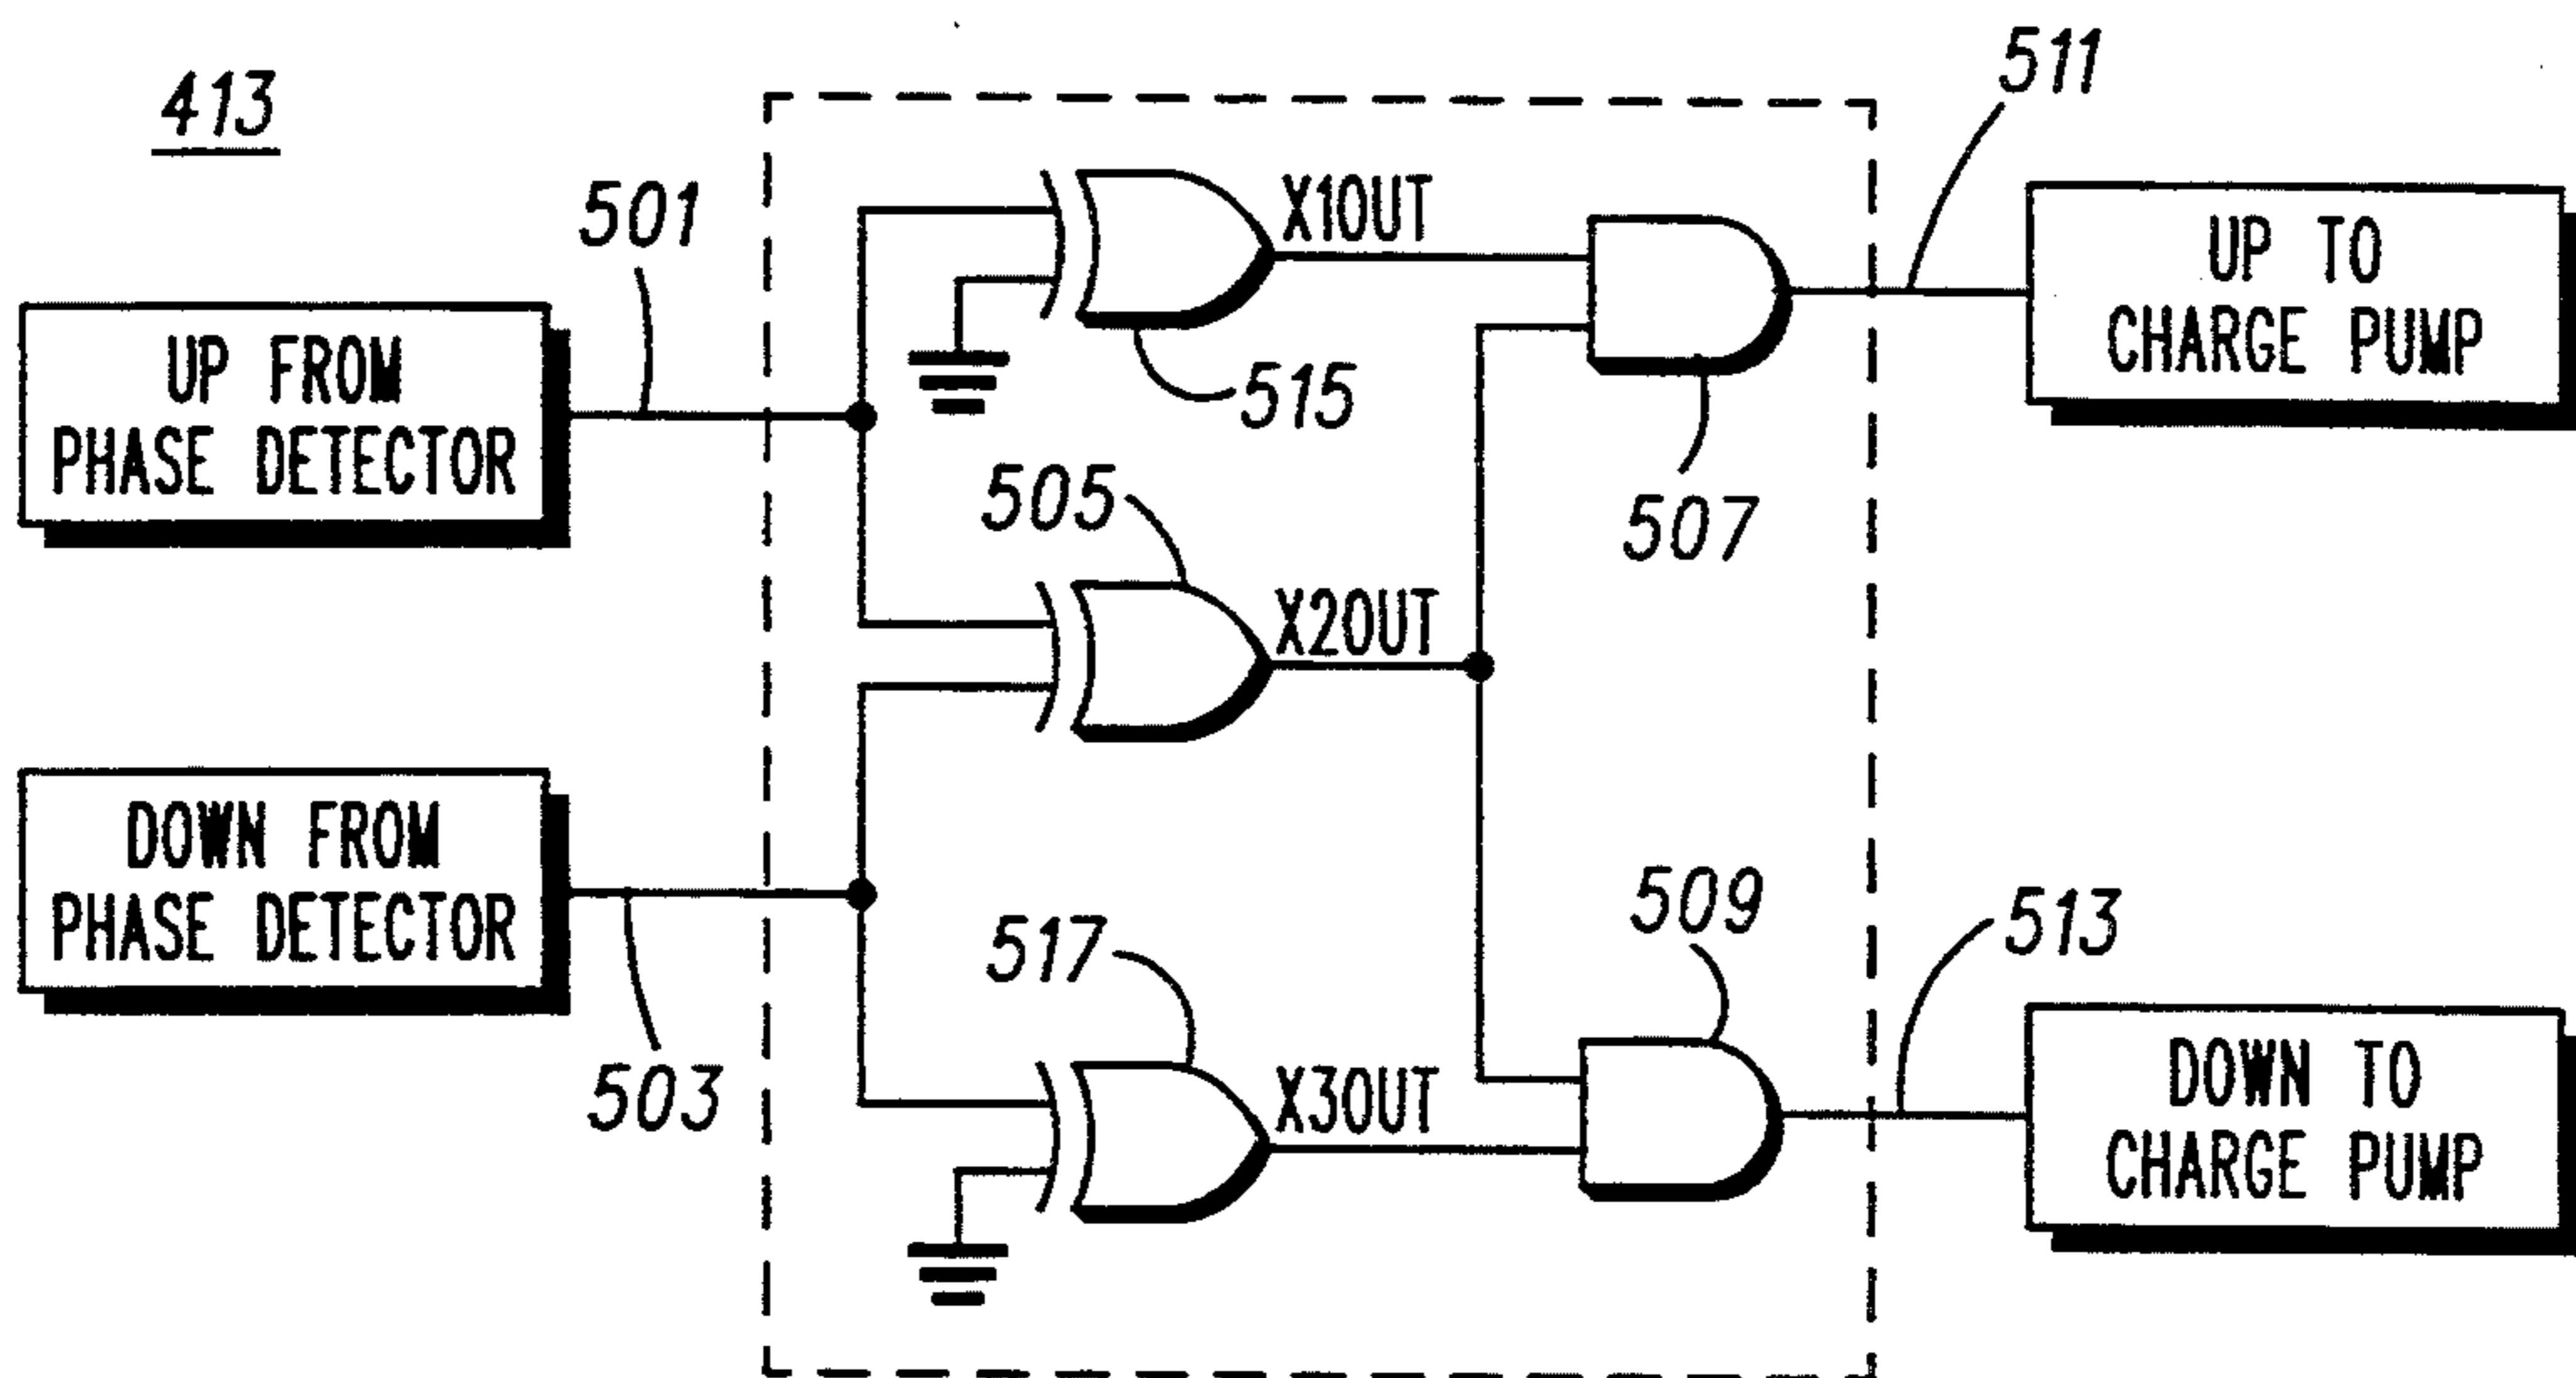 413
501
UP FROM
PHASE DETECTOR
X1OUT
515
511
UP TO
CHARGE PUMP
507
505
X2OUT
DOWN FROM
PHASE DETECTOR
503
517
X3OUT
509
513
DOWN TO
CHARGE PUMP